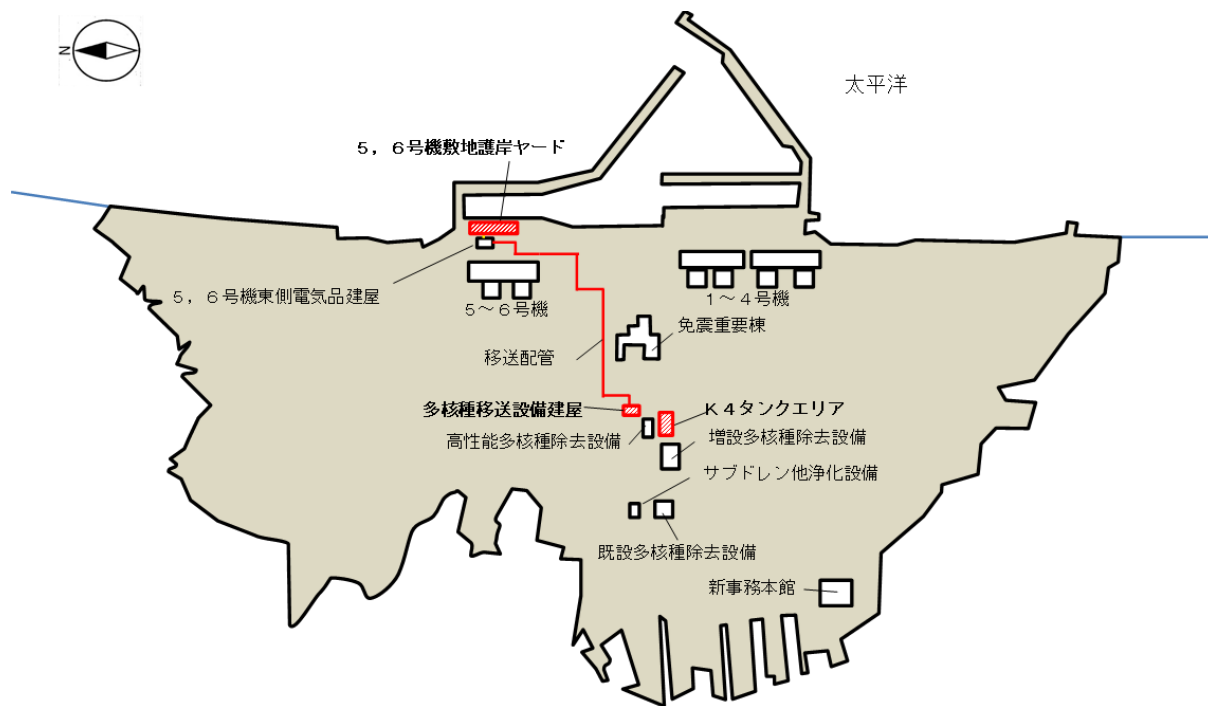 N
太平洋
5，6号機敷地護岸ヤード
5，6号機東側電気品建屋
5～6号機
1～4号機
免震重要棟
移送配管
多核種移送設備建屋
K4タンクエリア
高性能多核種除去設備
増設多核種除去設備
サブドレン他浄化設備
既設多核種除去設備
新事務本館